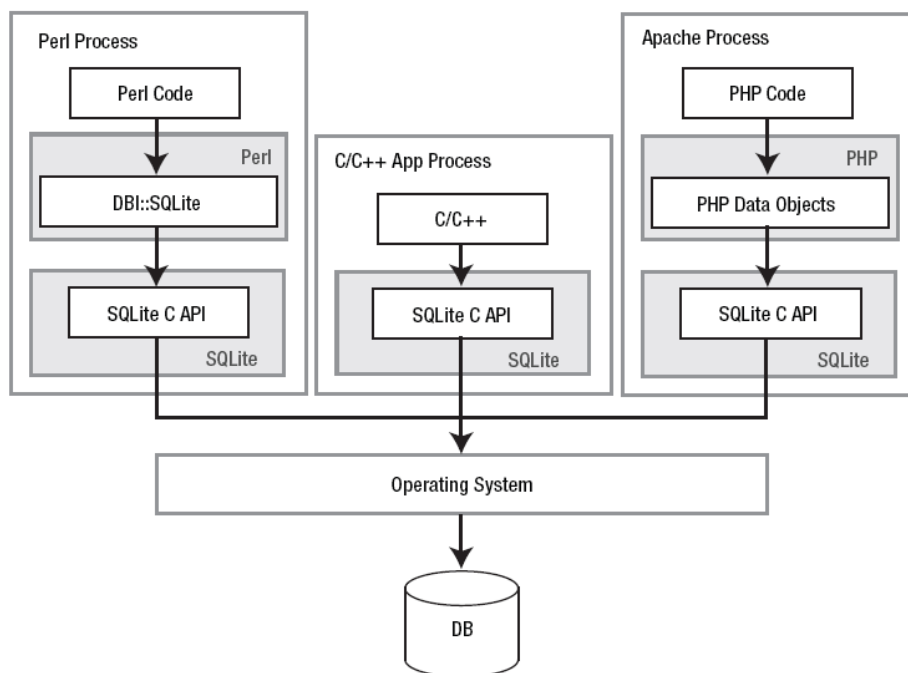 Perl Process
Perl Code
Perl
DBI::SQLite
SQLite C API
SQLite
C/C++ App Process
C/C++
SQLite C API
SQLite
Apache Process
PHP Code
PHP
PHP Data Objects
SQLite C API
SQLite
Operating System
DB